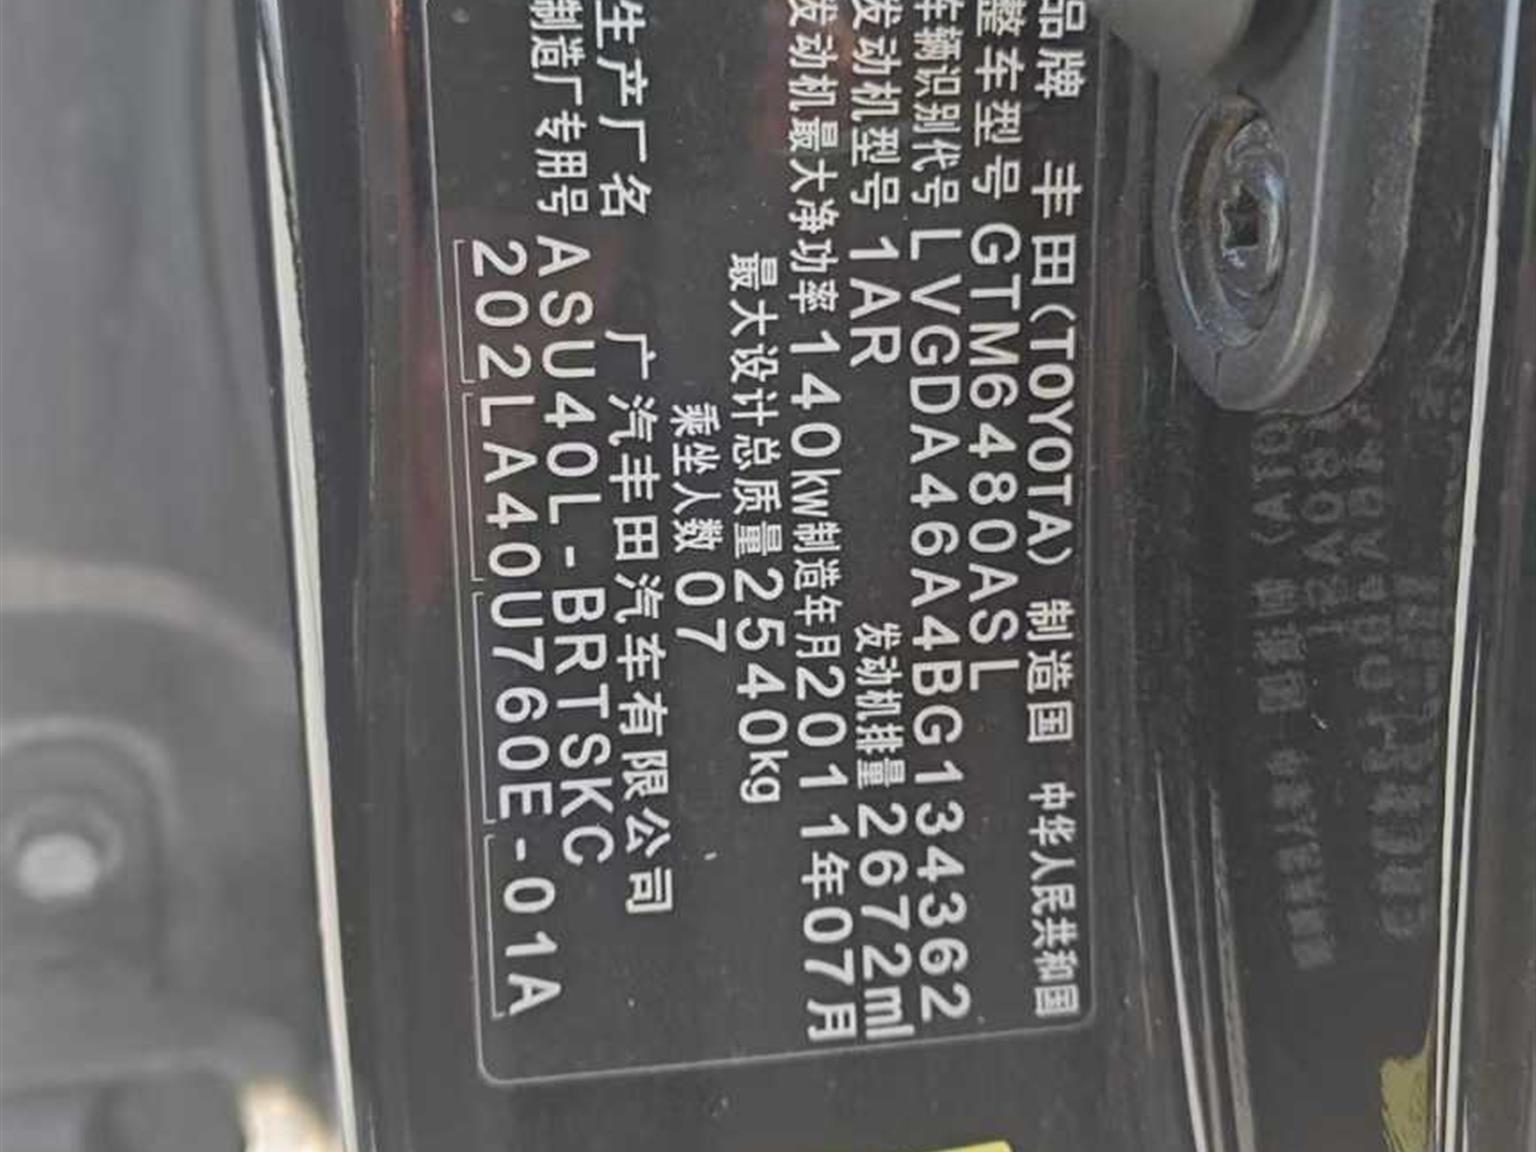 品牌 丰田(TOYOTA) 制造国 中华人民共和国
整车型号 GTM6480ASL
车辆识别代号 LVGDA46A4BG134362
发动机型号 1AR 发动机排量 2672ml
发动机最大净功率 140kw 制造年月 2011年07月
最大设计总质量 2540kg
乘坐人数 07
生产厂名 广汽丰田汽车有限公司
制造厂专用号 ASU40L-BRTSKC
202LA40U760E-01A